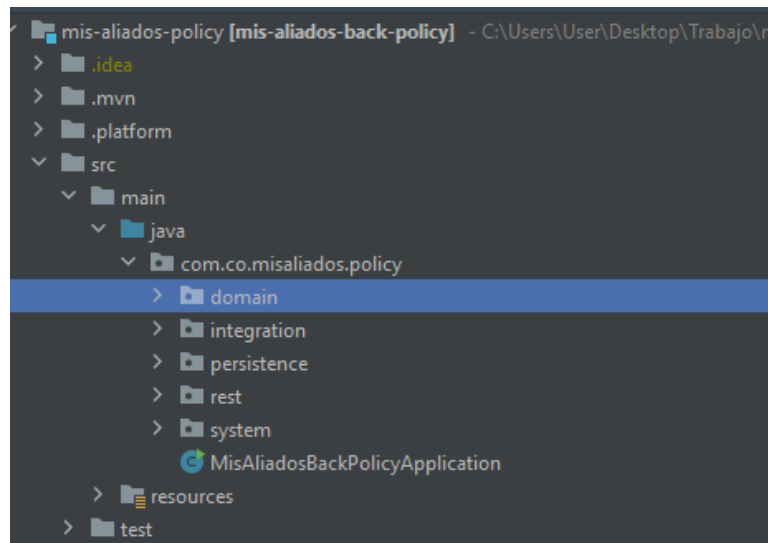 mis-aliados-policy [mis-aliados-back-policy] - C:\Users\User\Desktop\Trabajo\
.idea
.mvn
.platform
src
main
java
com.co.misaliados.policy
domain
integration
persistence
rest
system
MisAliadosBackPolicyApplication
resources
test